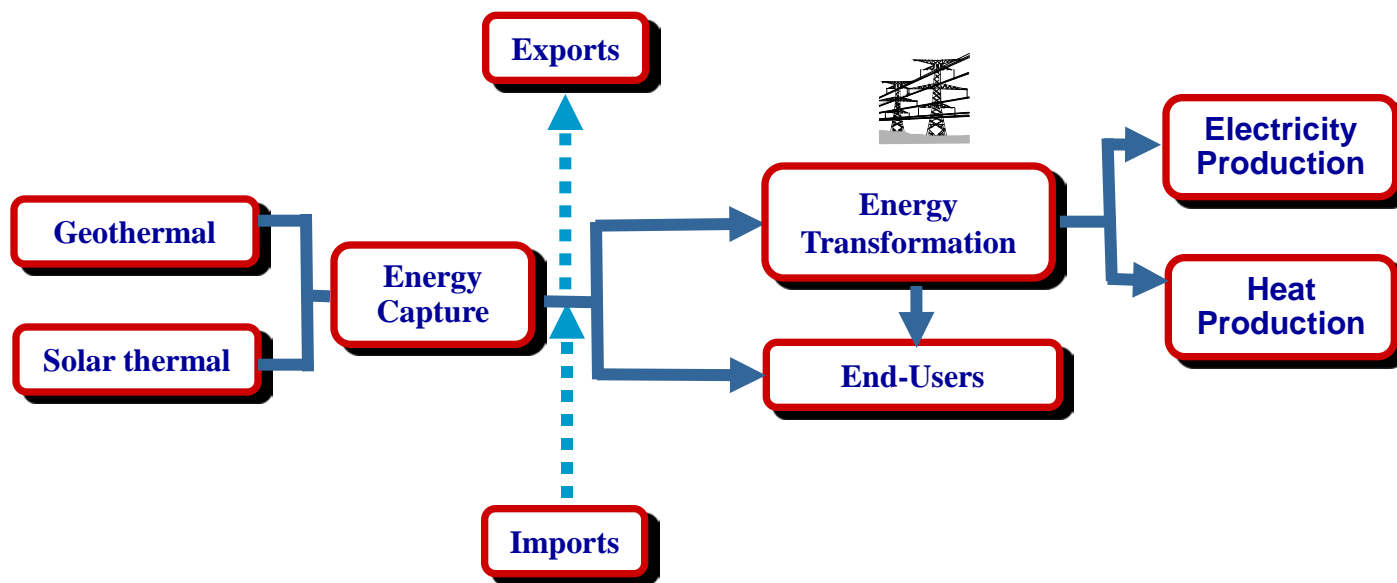 Exports
Electricity
Production
Geothermal
Energy
Transformation
Energy
Capture
Heat
Production
Solar thermal
End-Users
Imports